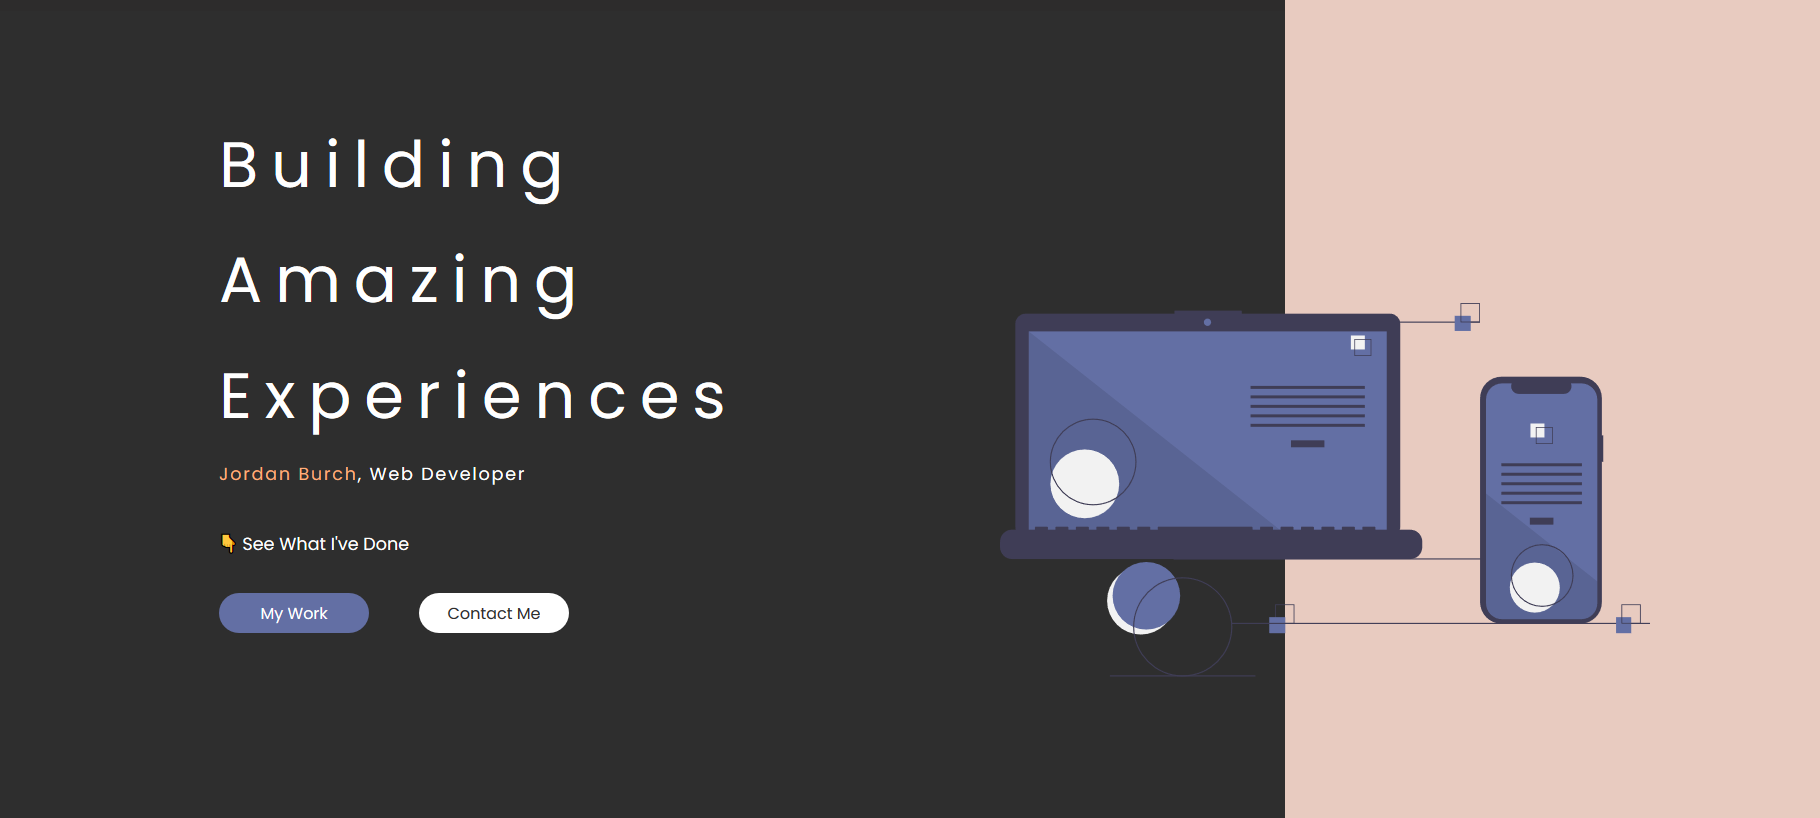 Building
Amazing
Experiences
Jordan Burch, Web Developer
👇 See What I've Done
My Work
Contact Me